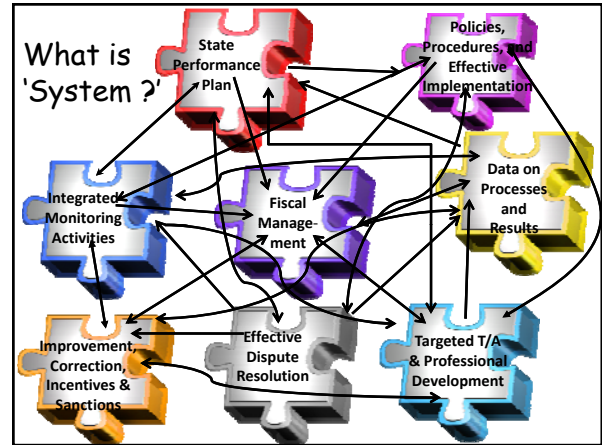 What is
'System ?'
State
Performance
Plan
Policies,
Procedures, and
Effective
Implementation
Integrated
Monitoring
Activities
Fiscal
Manage-
ment
Data on
Processes
and
Results
Improvement,
Correction,
Incentives &
Sanctions
Effective
Dispute
Resolution
Targeted T/A
& Professional
Development